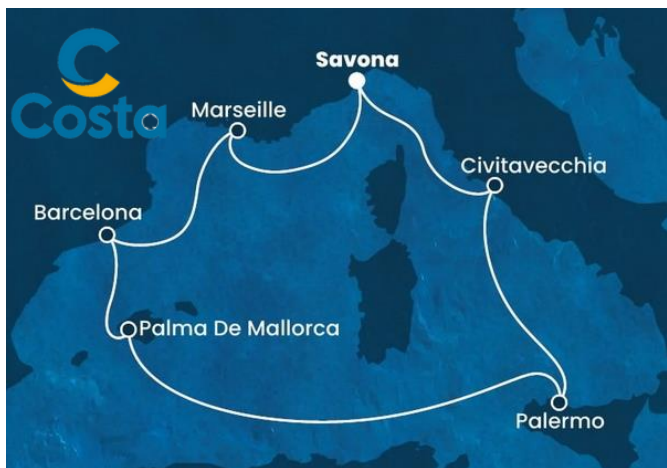 Costa
Savona
Marseille
Civitavecchia
Barcelona
Palma De Mallorca
Palermo